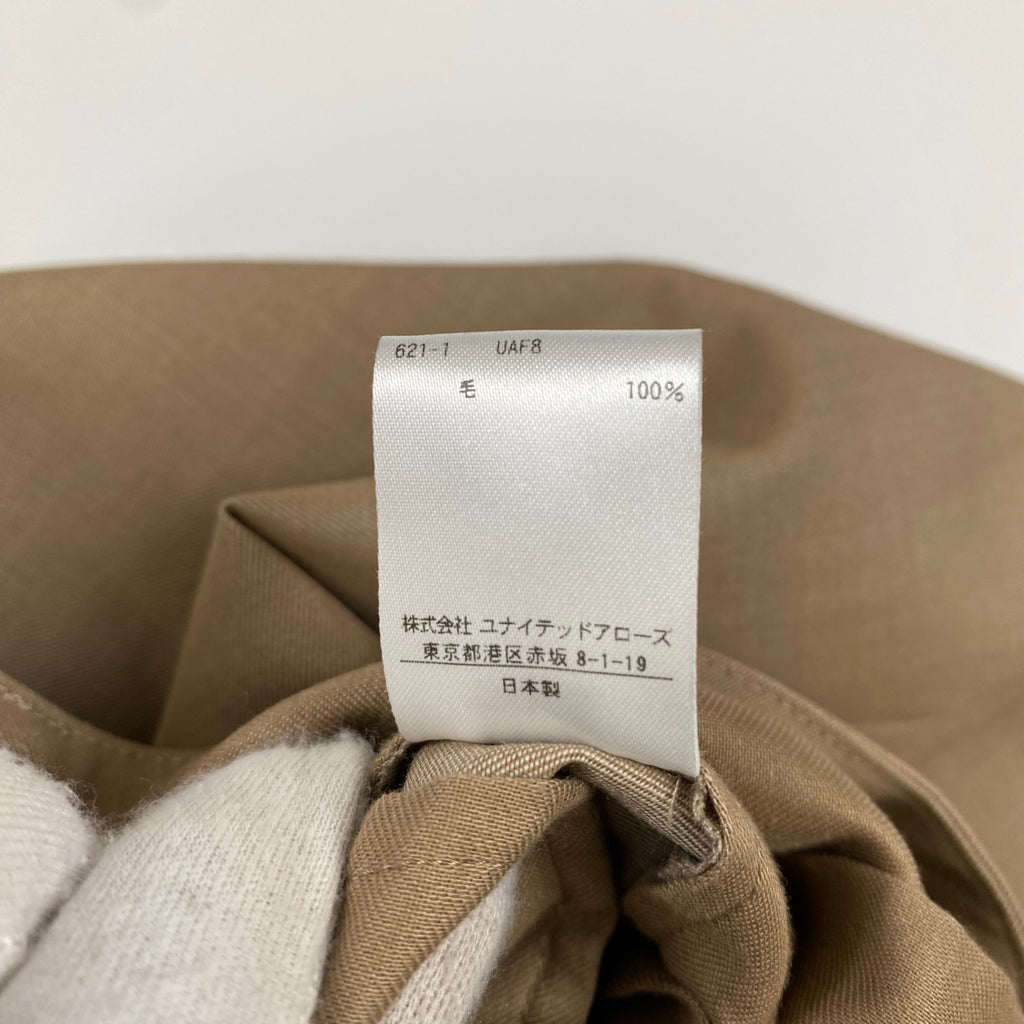 621-1 UAF8
毛 100%
株式会社 ユナイテッドアローズ
東京都港区赤坂 8-1-19
日本製